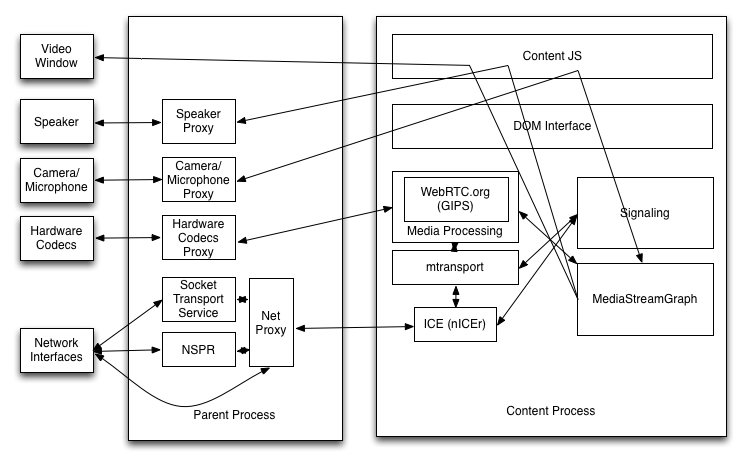 Video
Window
Speaker
Camera/
Microphone
Hardware
Codecs
Network
Interfaces
Speaker
Proxy
Camera/
Microphone
Proxy
Hardware
Codecs
Proxy
Socket
Transport
Service
NSPR
Net
Proxy
Parent Process
Content JS
DOM Interface
WebRTC.org
(GIPS)
Media Processing
mtransport
ICE (nICEr)
Signaling
MediaStreamGraph
Content Process